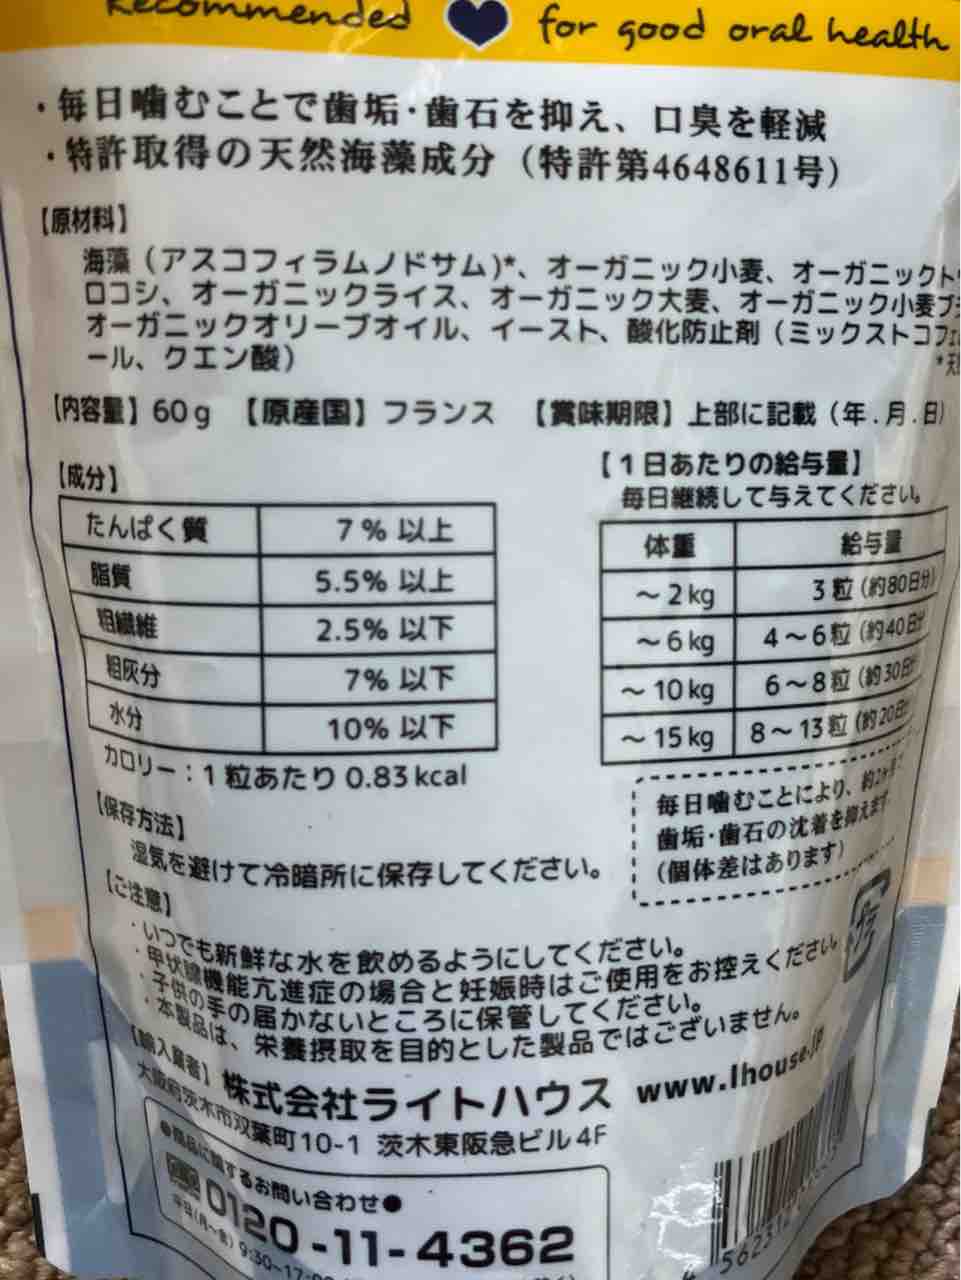 Recommended for good oral health
・毎日噛むことで歯垢・歯石を抑え、口臭を軽減
・特許取得の天然海藻成分（特許第4648611号）
【原材料】
海藻（アスコフィラムノドサム）*、オーガニック小麦、オーガニックト
ロコシ、オーガニックライス、オーガニック大麦、オーガニック小麦
オーガニックオリーブオイル、イースト、酸化防止剤（ミックストコフェ
ール、クエン酸）
【内容量】60g 【原産国】フランス 【賞味期限】上部に記載（年.月.日）
【成分】
たんぱく質 7% 以上
脂質 5.5% 以上
粗繊維 2.5% 以下
粗灰分 7% 以下
水分 10% 以下
カロリー：1粒あたり 0.83kcal
【1日あたりの給与量】
毎日継続して与えてください。
体重 給与量
～2kg 3粒（約80日分）
～6kg 4～6粒（約40日分
～10kg 6～8粒（約30日分
～15kg 8～13粒（約20日
毎日噛むことにより、約2ヶ月で
歯垢・歯石の沈着を抑えます。
（個体差はあります）
【保存方法】
湿気を避けて冷暗所に保存してください。
【ご注意】
・いつでも新鮮な水を飲めるようにしてください。
・甲状腺機能亢進症の場合と妊娠時はご使用をお控えください。
・子供の手の届かないところに保管してください。
・本製品は、栄養摂取を目的とした製品ではございません。
プラ
【輸入業者】株式会社ライトハウス www.lhouse.jp
大阪府茨木市双葉町10-1 茨木東阪急ビル4F
●商品に関するお問い合わせ●
0120-11-4362
平日(月～金) 9:30~17:00